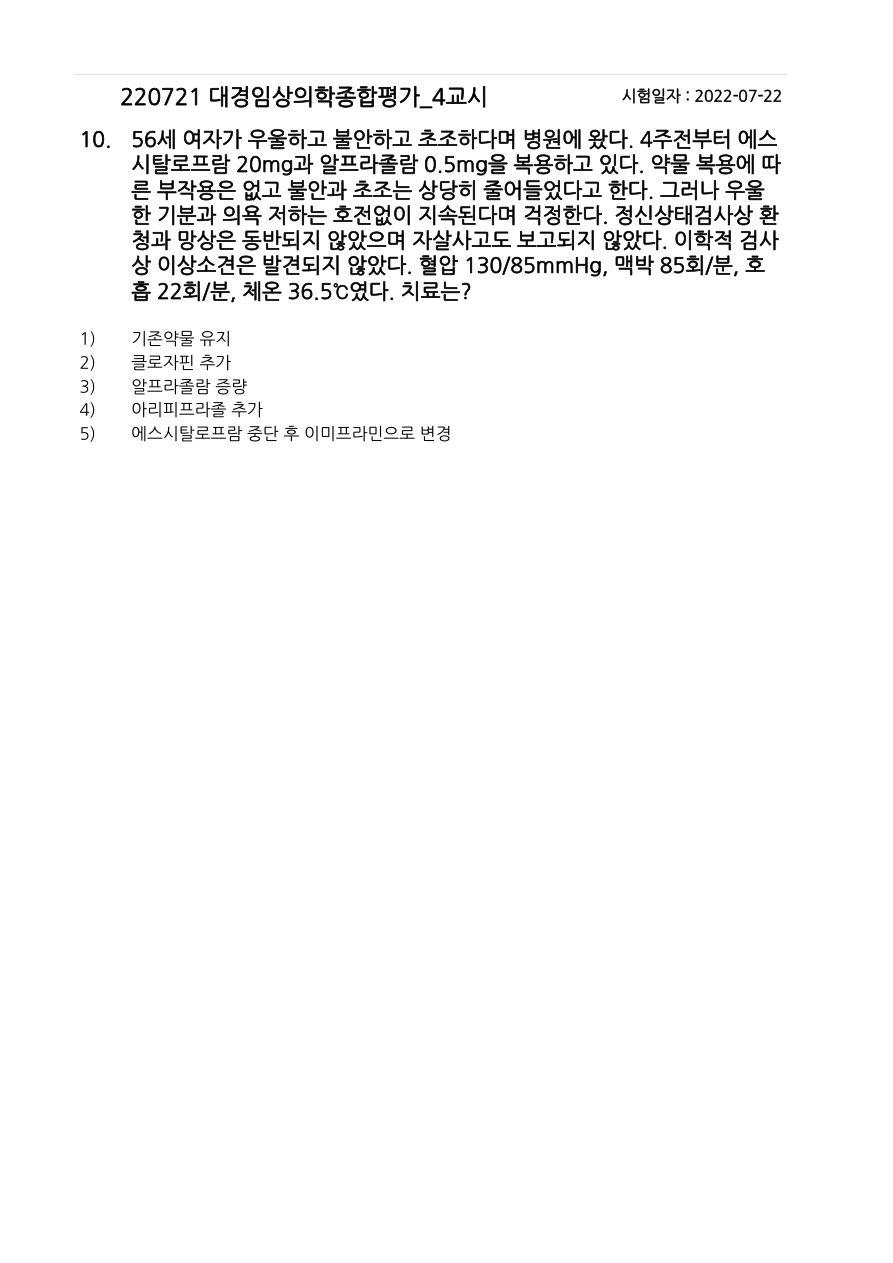 220721 대경임상의학종합평가_4교시 시험일자 : 2022-07-22
10. 56세 여자가 우울하고 불안하고 초조하다며 병원에 왔다. 4주전부터 에스
시탈로프람 20mg과 알프라졸람 0.5mg을 복용하고 있다. 약물 복용에 따
른 부작용은 없고 불안과 초조는 상당히 줄어들었다고 한다. 그러나 우울
한 기분과 의욕 저하는 호전없이 지속된다며 걱정한다. 정신상태검사상 환
청과 망상은 동반되지 않았으며 자살사고도 보고되지 않았다. 이학적 검사
상 이상소견은 발견되지 않았다. 혈압 130/85mmHg, 맥박 85회/분, 호
흡 22회/분, 체온 36.5℃였다. 치료는?
1) 기존약물 유지
2) 클로자핀 추가
3) 알프라졸람 증량
4) 아리피프라졸 추가
5) 에스시탈로프람 중단 후 이미프라민으로 변경